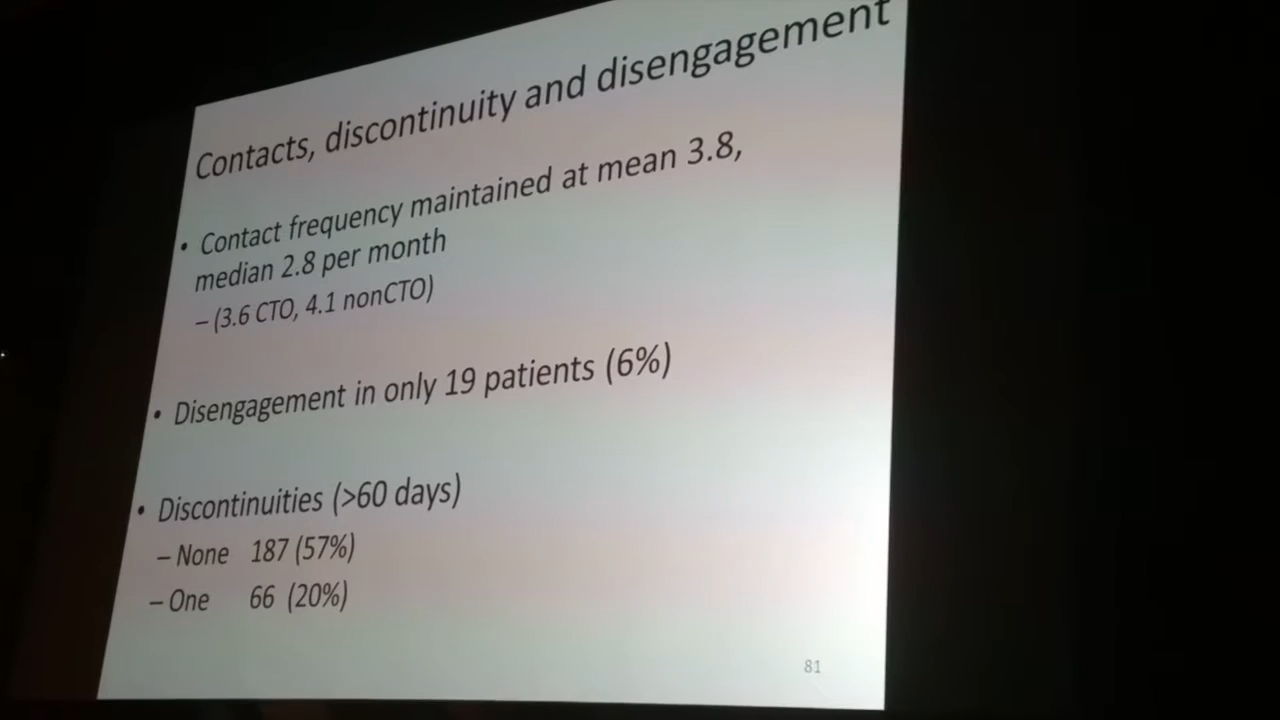 Contacts, discontinuity and disengagement
• Contact frequency maintained at mean 3.8,
median 2.8 per month
– (3.6 CTO, 4.1 nonCTO)
• Disengagement in only 19 patients (6%)
• Discontinuities (>60 days)
– None 187 (57%)
– One 66 (20%)
81